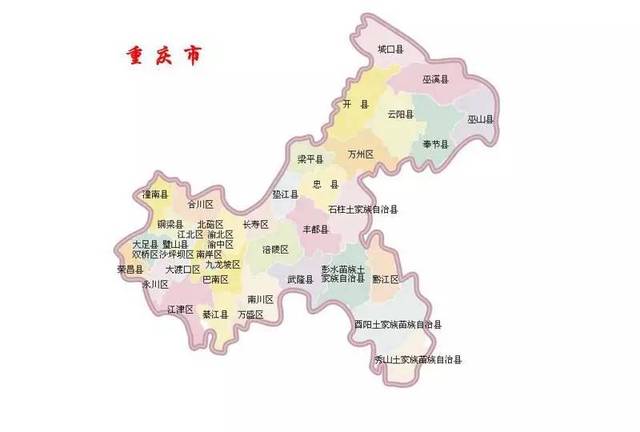 重庆市
城口县
巫溪县
开 县
云阳县
巫山县
奉节县
万州区
梁平县
忠 县
垫江县
石柱土家族自治县
潼南县
合川区
丰都县
铜梁县
北碚区
长寿区
江北区
渝北区
大足县
璧山县
渝中区
涪陵区
双桥区
沙坪坝区
南岸区
荣昌县
大渡口区
九龙坡区
彭水苗族土
家族自治县
黔江区
永川区
巴南区
武隆县
南川区
江津区
綦江县
万盛区
酉阳土家族苗族自治县
秀山土家族苗族自治县